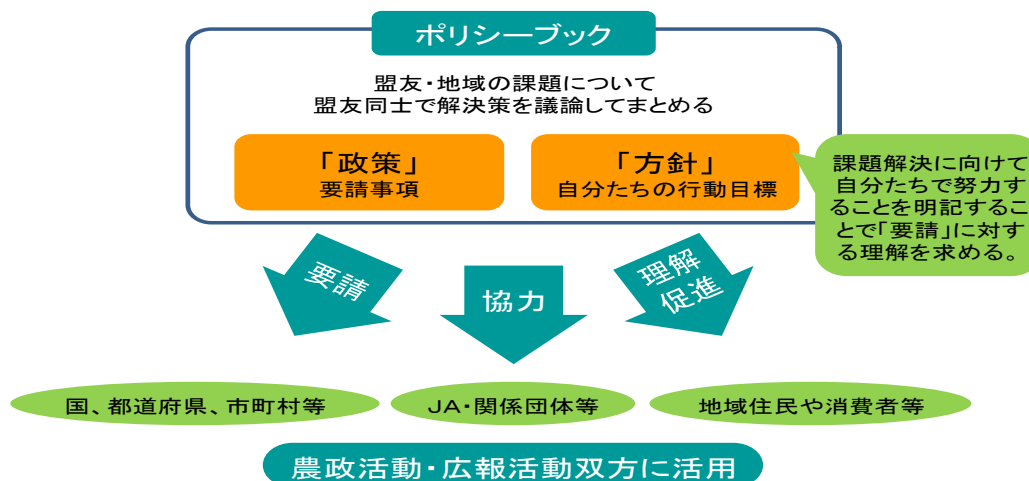 ポリシーブック
盟友・地域の課題について
盟友同士で解決策を議論してまとめる
「政策」
要請事項
「方針」
自分たちの行動目標
課題解決に向けて
自分たちで努力す
ることを明記するこ
とで「要請」に対す
る理解を求める。
要請
協力
理解
促進
国、都道府県、市町村等
JA・関係団体等
地域住民や消費者等
農政活動・広報活動双方に活用